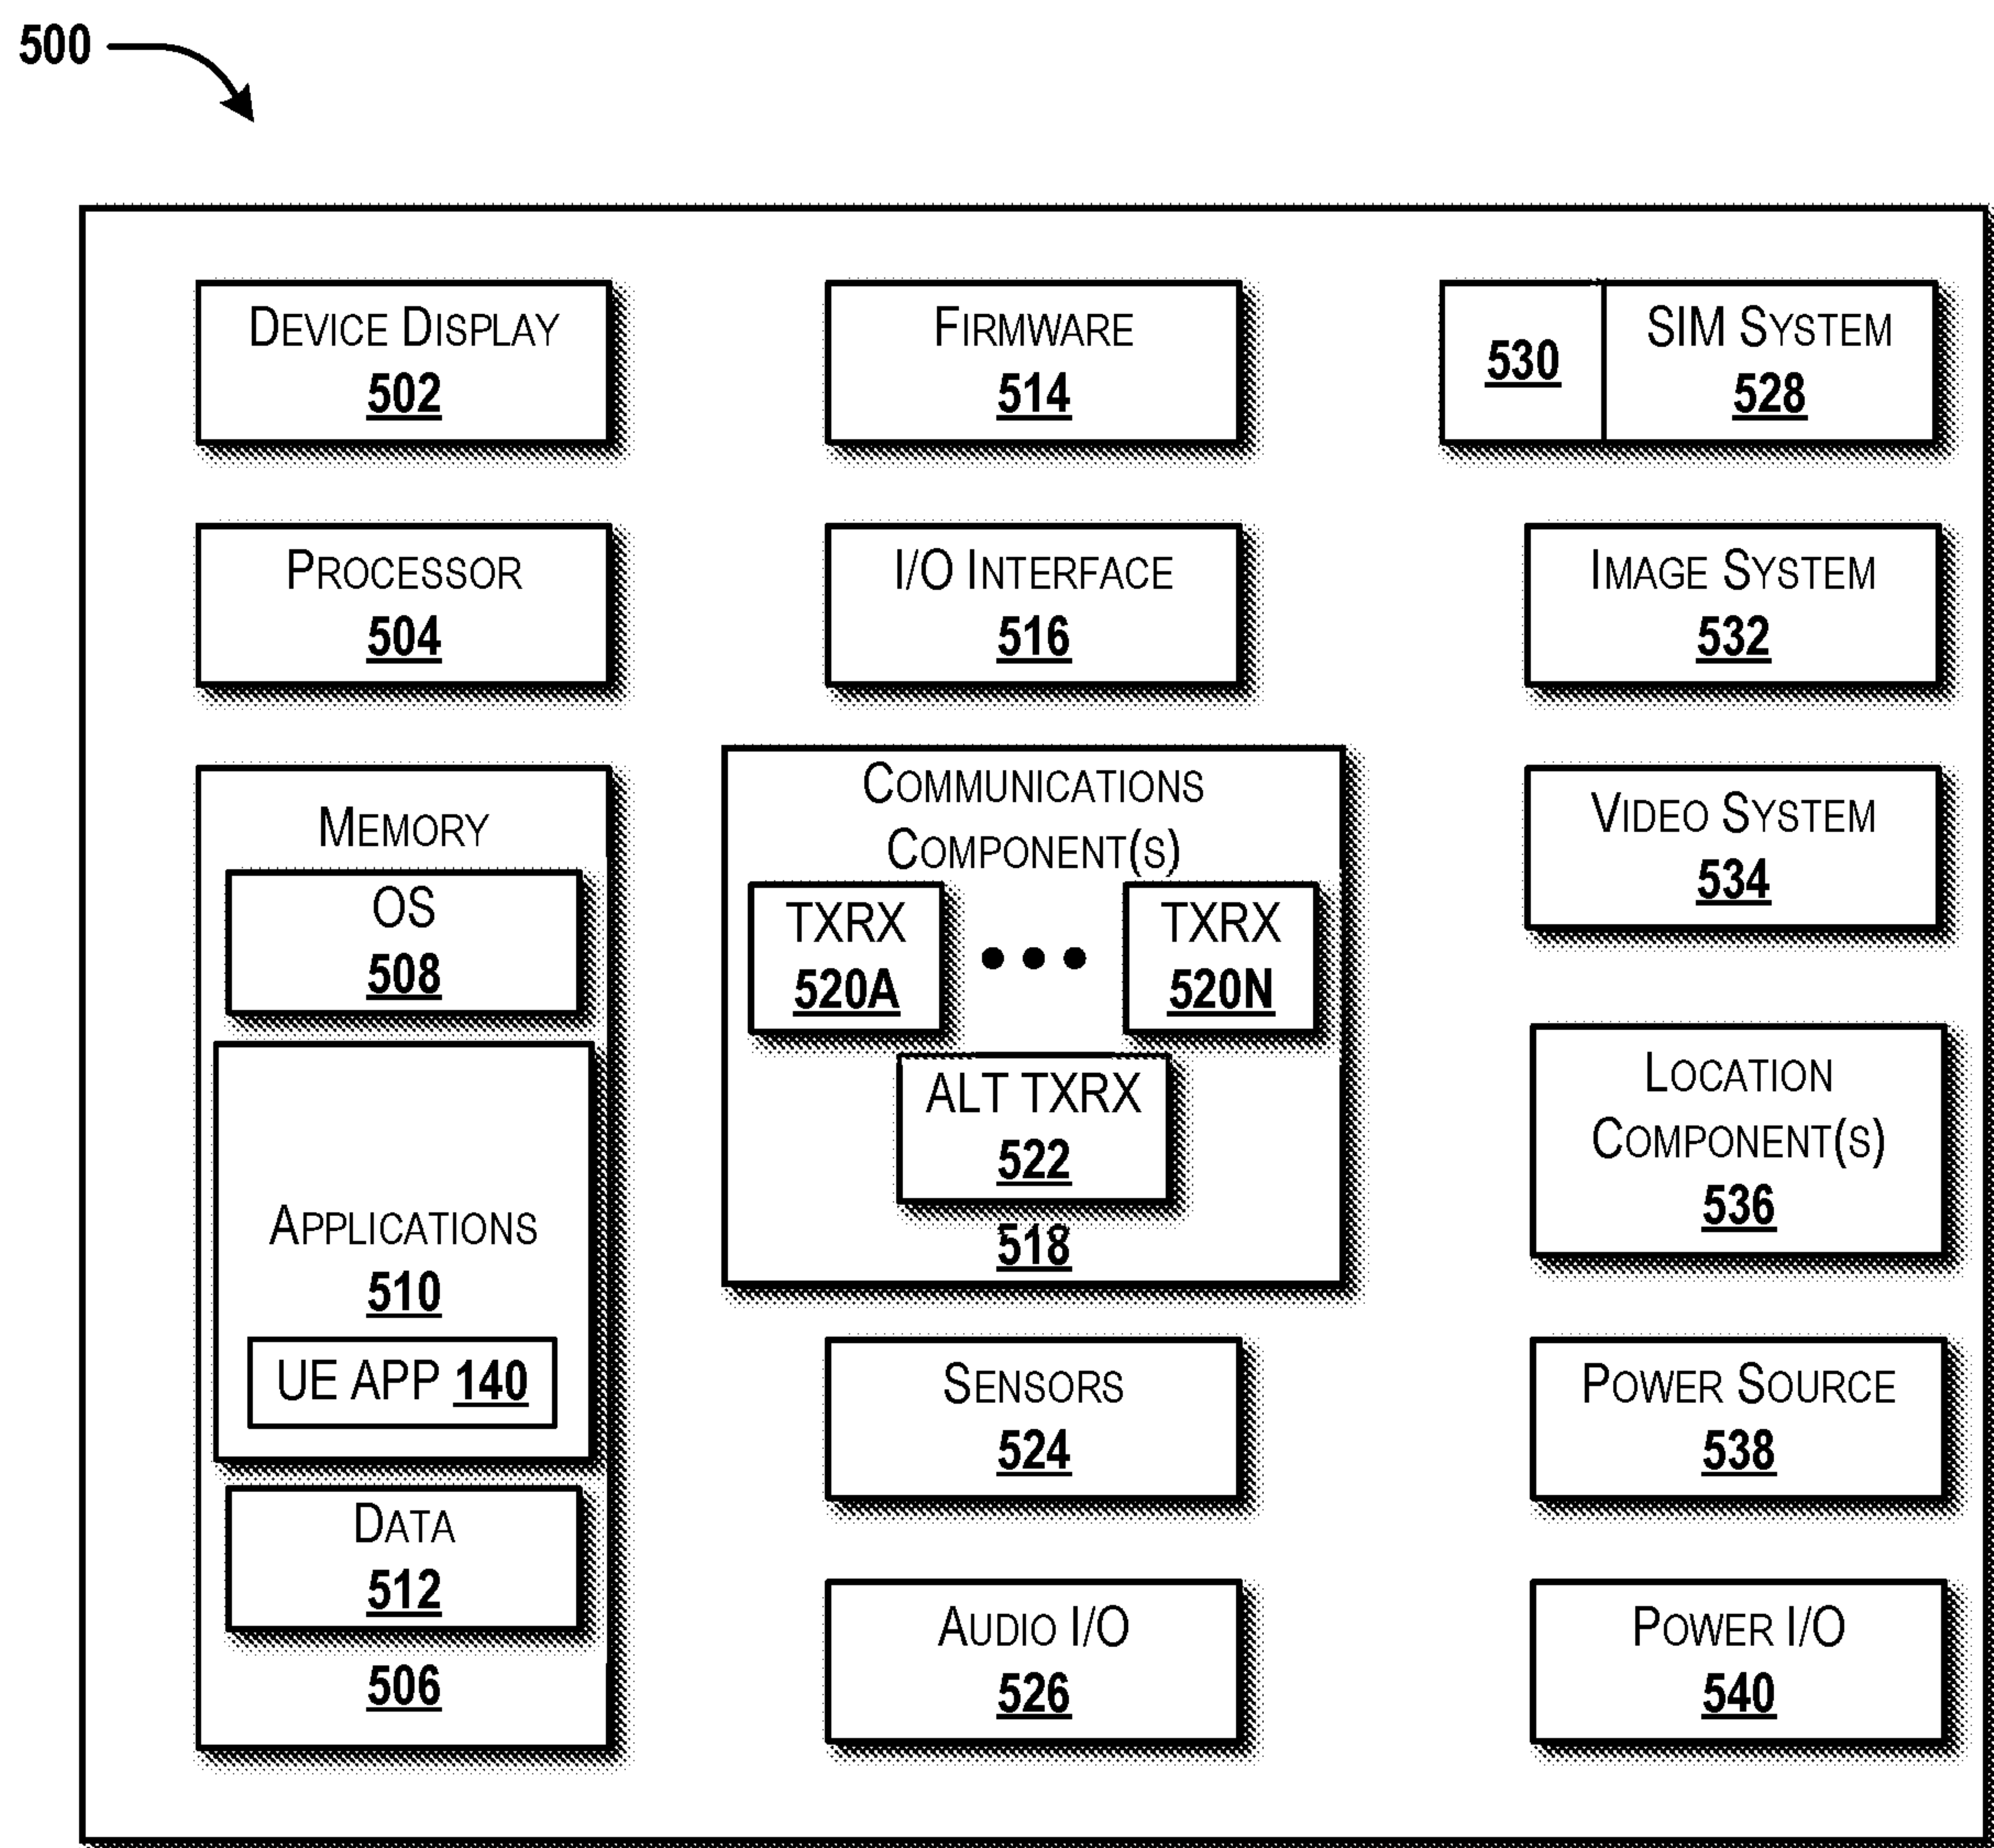 500
DEVICE DISPLAY
502
PROCESSOR
504
MEMORY
OS
508
APPLICATIONS
510
UE APP 140
DATA
512
506
FIRMWARE
514
I/O INTERFACE
516
COMMUNICATIONS
COMPONENT(S)
TXRX
520A
TXRX
520N
ALT TXRX
522
518
SENSORS
524
AUDIO I/O
526
530
SIM SYSTEM
528
IMAGE SYSTEM
532
VIDEO SYSTEM
534
LOCATION
COMPONENT(S)
536
POWER SOURCE
538
POWER I/O
540